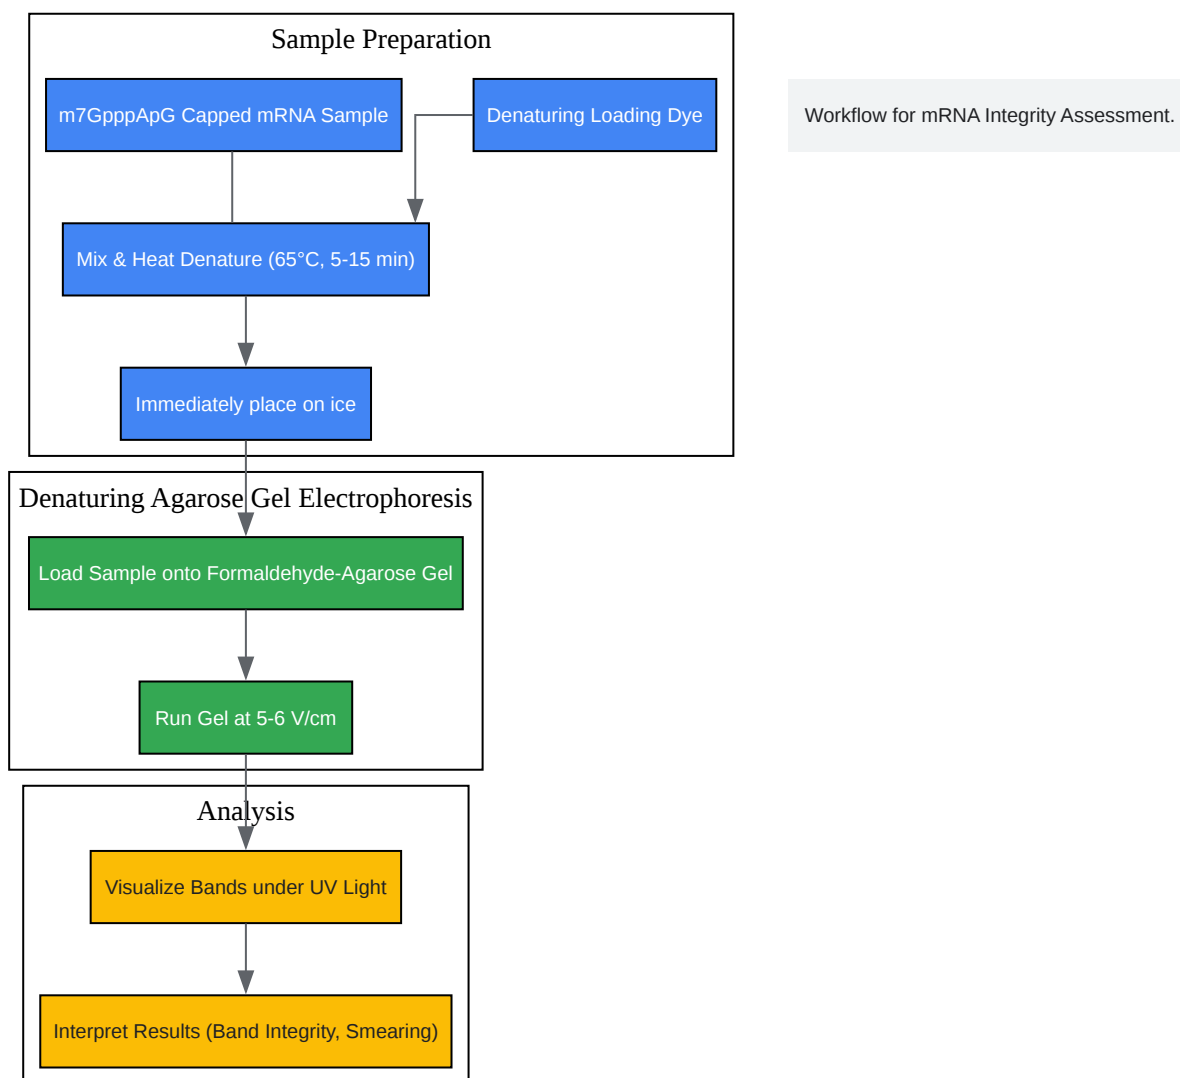 Sample Preparation
m7GpppApG Capped mRNA Sample
Denaturing Loading Dye
Workflow for mRNA Integrity Assessment.
Mix & Heat Denature (65°C, 5-15 min)
Immediately place on ice
Denaturing Agarose Gel Electrophoresis
Load Sample onto Formaldehyde-Agarose Gel
Run Gel at 5-6 V/cm
Analysis
Visualize Bands under UV Light
Interpret Results (Band Integrity, Smearing)